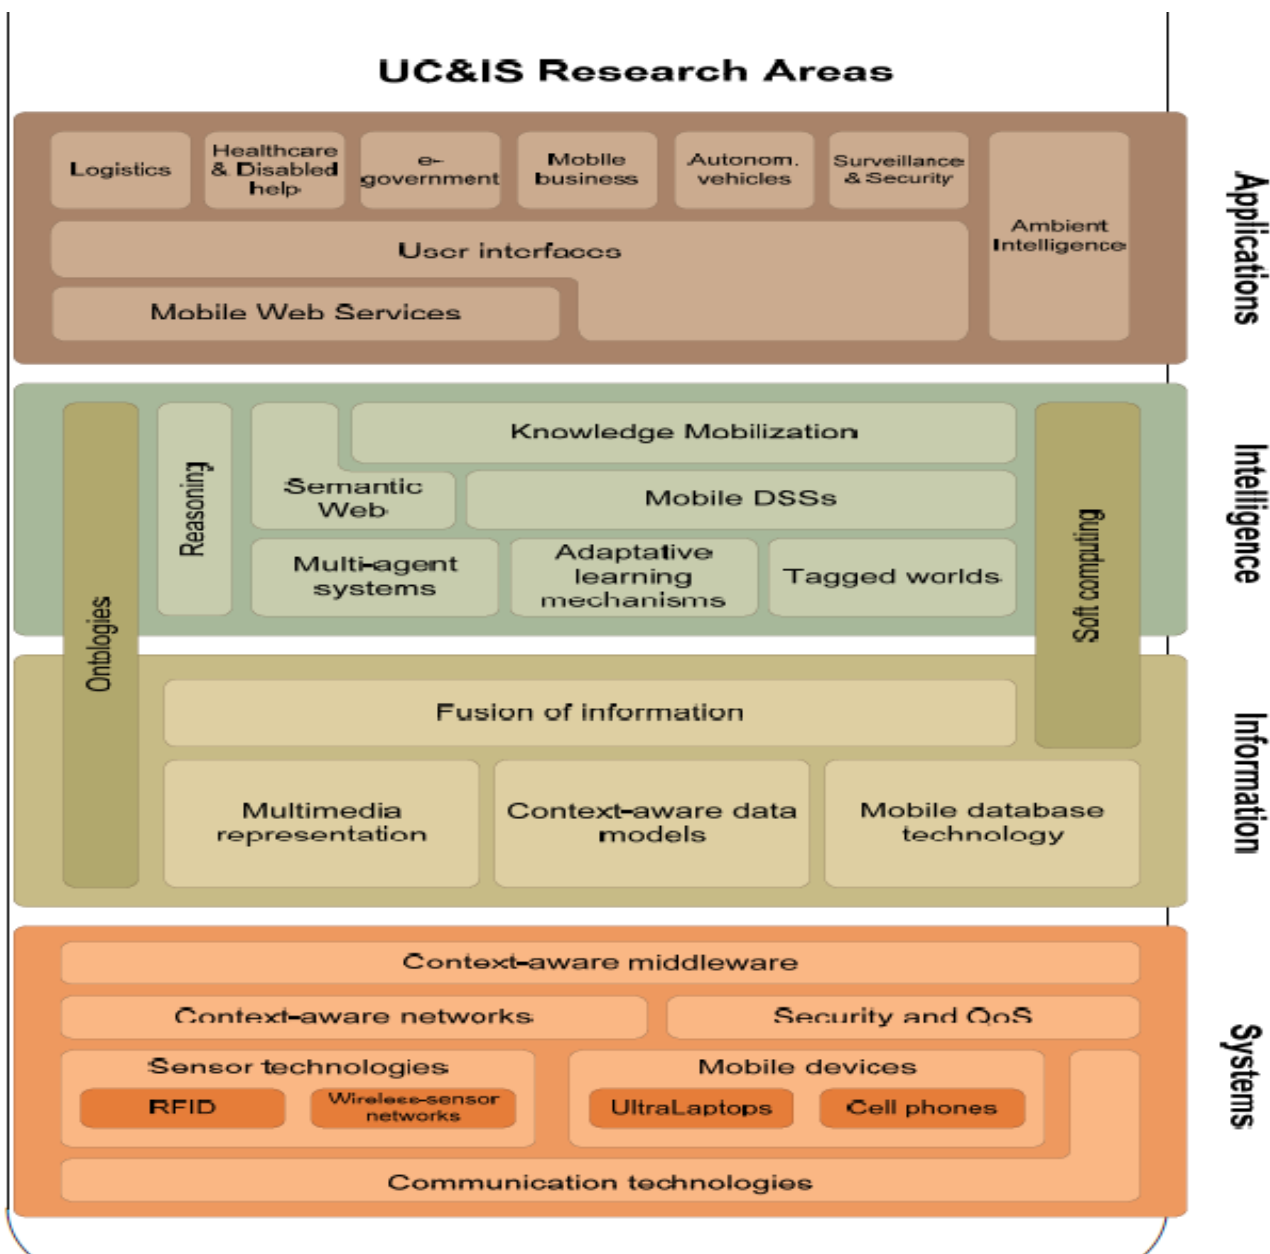 UC&IS Research Areas
Logistics
Healthcare
& Disabled
help
e-
government
Mobile
business
Autonom.
vehicles
Surveillance
& Security
Ambient
Intelligence
User interfaces
Mobile Web Services
Applications
Ontologies
Reasoning
Semantic
Web
Knowledge Mobilization
Mobile DSSs
Multi-agent
systems
Adaptative
learning
mechanisms
Tagged worlds
Soft computing
Intelligence
Fusion of information
Multimedia
representation
Context-aware data
models
Mobile database
technology
Information
Context-aware middleware
Context-aware networks
Security and QoS
Sensor technologies
RFID
Wireless-sensor
networks
Mobile devices
UltraLaptops
Cell phones
Communication technologies
Systems